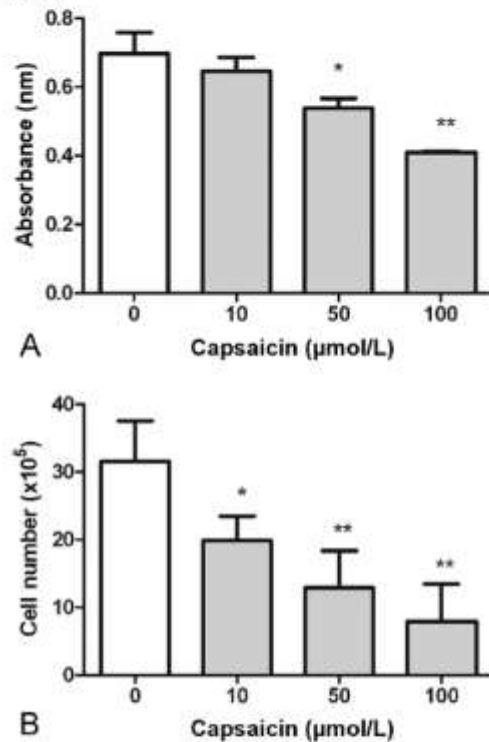 0.8
0.6
0.4
0.2
0.0
Absorbance (nm)
*
**
0 10 50 100
Capsaicin (µmol/L)
A
40
30
20
10
0
Cell number (x10⁵)
*
**
**
0 10 50 100
Capsaicin (µmol/L)
B